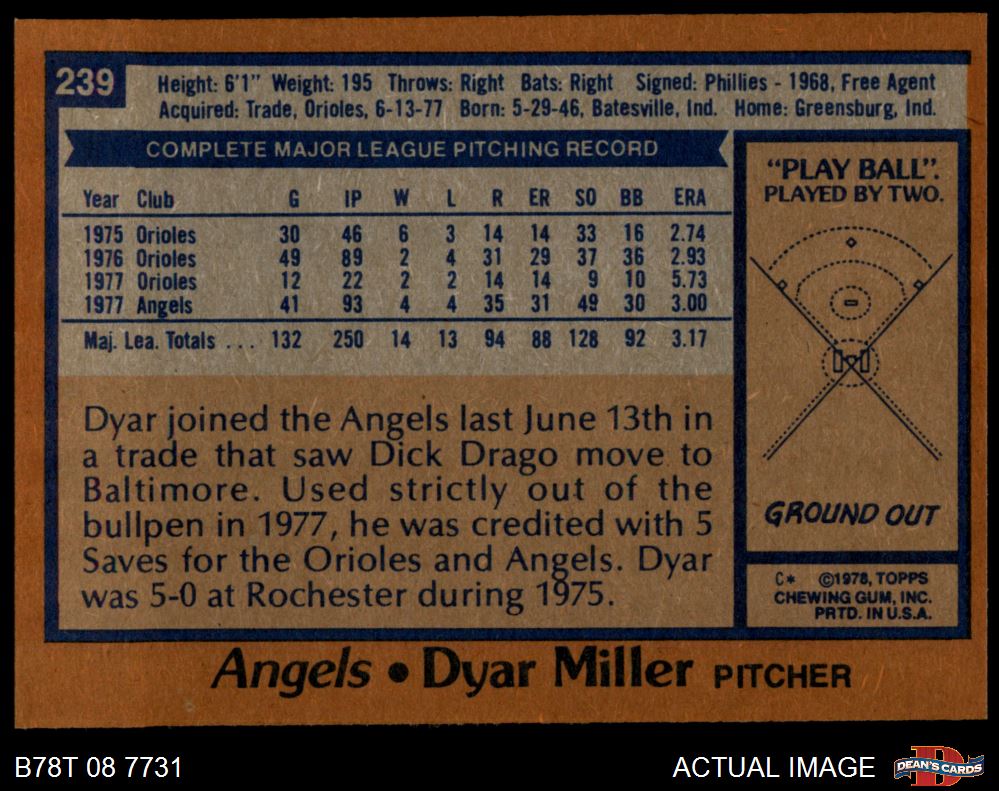 239
Height: 6'1" Weight: 195 Throws: Right Bats: Right Signed: Phillies - 1968, Free Agent
Acquired: Trade, Orioles, 6-13-77 Born: 5-29-46, Batesville, Ind. Home: Greensburg, Ind.
COMPLETE MAJOR LEAGUE PITCHING RECORD
Year Club G IP W L R ER SO BB ERA
1975 Orioles 30 46 6 3 14 14 33 16 2.74
1976 Orioles 49 89 2 4 31 29 37 36 2.93
1977 Orioles 12 22 2 2 14 14 9 10 5.73
1977 Angels 41 93 4 4 35 31 49 30 3.00
Maj. Lea. Totals ... 132 250 14 13 94 88 128 92 3.17
Dyar joined the Angels last June 13th in
a trade that saw Dick Drago move to
Baltimore. Used strictly out of the
bullpen in 1977, he was credited with 5
Saves for the Orioles and Angels. Dyar
was 5-0 at Rochester during 1975.
"PLAY BALL".
PLAYED BY TWO.
GROUND OUT
C* ©1978, TOPPS
CHEWING GUM, INC.
PRTD. IN U.S.A.
Angels • Dyar Miller PITCHER
B78T 08 7731
ACTUAL IMAGE
DEAN'S CARDS